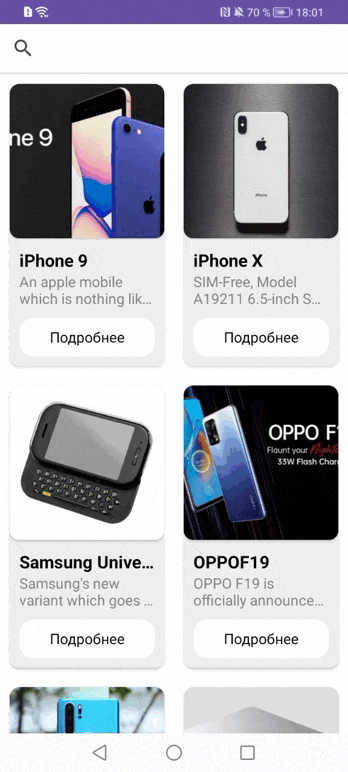 70 % 18:01
ne 9
iPhone
iPhone 9
An apple mobile
which is nothing lik...
Подробнее
iPhone X
SIM-Free, Model
A19211 6.5-inch S...
Подробнее
OPPO F1
Flaunt your
33W Flash Charg
Samsung Unive...
Samsung's new
variant which goes ...
Подробнее
OPPOF19
OPPO F19 is
officially announce...
Подробнее